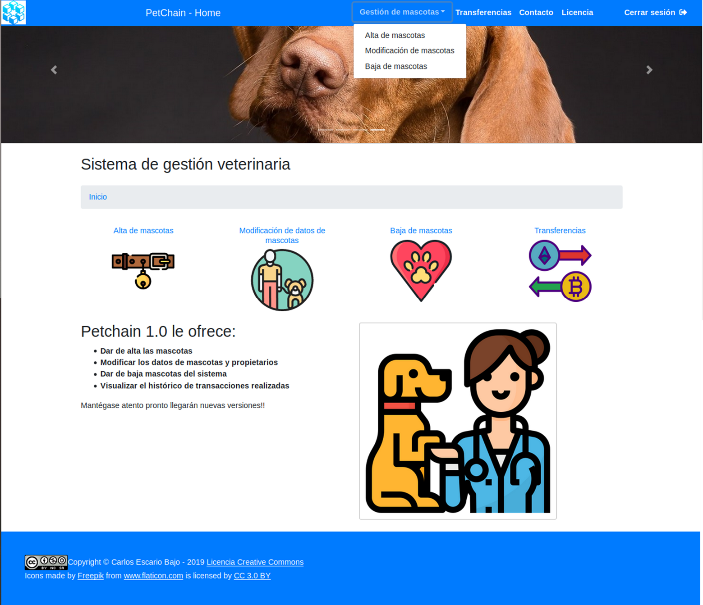 PetChain - Home
Gestión de mascotas
Transferencias
Contacto
Licencia
Cerrar sesión
Alta de mascotas
Modificación de mascotas
Baja de mascotas
Sistema de gestión veterinaria
Inicio
Alta de mascotas
Modificación de datos de
mascotas
Baja de mascotas
Transferencias
Petchain 1.0 le ofrece:
Dar de alta las mascotas
Modificar los datos de mascotas y propietarios
Dar de baja mascotas del sistema
Visualizar el histórico de transacciones realizadas
Mantégase atento pronto llegarán nuevas versiones!!
Copyright © Carlos Escario Bajo - 2019 Licencia Creative Commons
Icons made by Freepik from www.flaticon.com is licensed by CC 3.0 BY